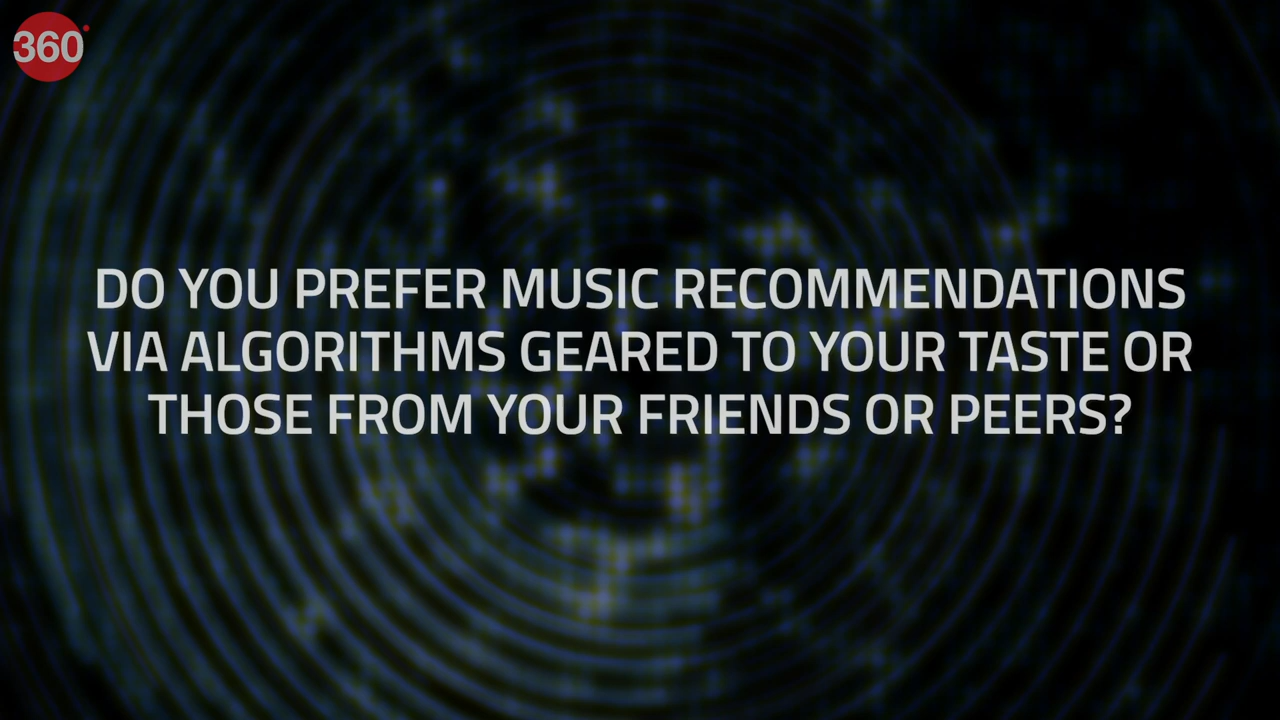 360
DO YOU PREFER MUSIC RECOMMENDATIONS
VIA ALGORITHMS GEARED TO YOUR TASTE OR
THOSE FROM YOUR FRIENDS OR PEERS?